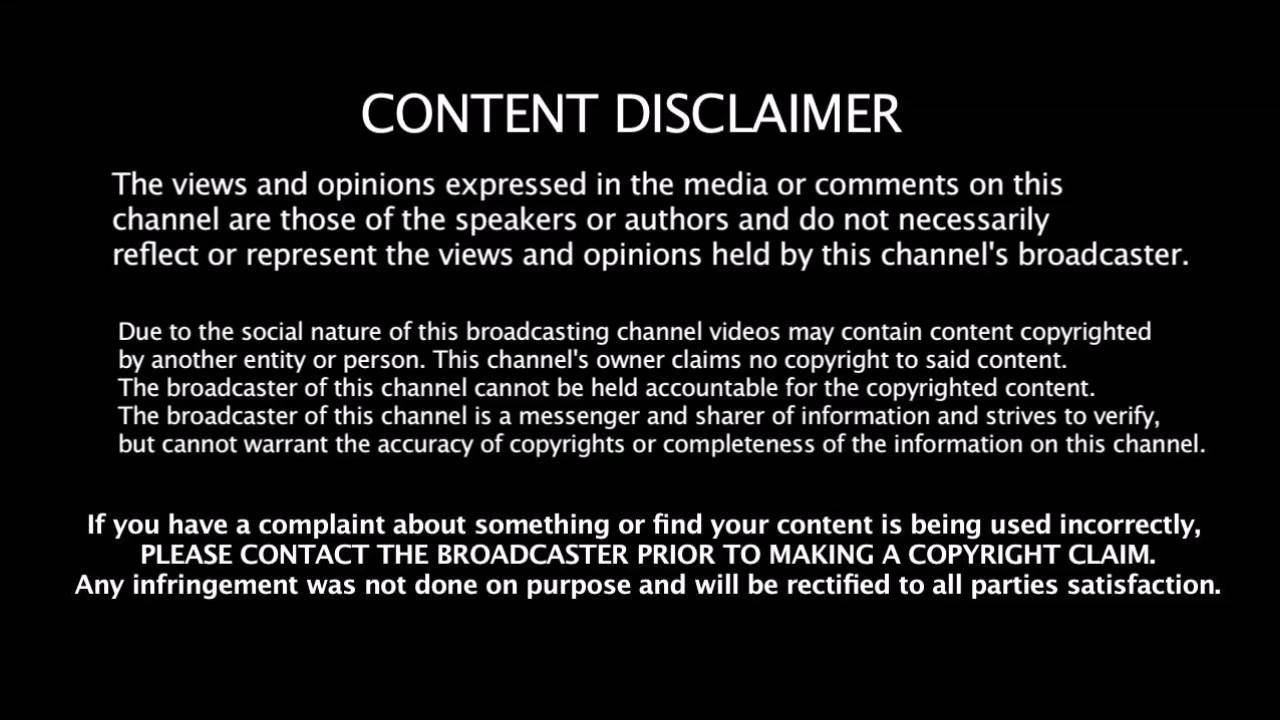 CONTENT DISCLAIMER
The views and opinions expressed in the media or comments on this
channel are those of the speakers or authors and do not necessarily
reflect or represent the views and opinions held by this channel's broadcaster.
Due to the social nature of this broadcasting channel videos may contain content copyrighted
by another entity or person. This channel's owner claims no copyright to said content.
The broadcaster of this channel cannot be held accountable for the copyrighted content.
The broadcaster of this channel is a messenger and sharer of information and strives to verify,
but cannot warrant the accuracy of copyrights or completeness of the information on this channel.
If you have a complaint about something or find your content is being used incorrectly,
PLEASE CONTACT THE BROADCASTER PRIOR TO MAKING A COPYRIGHT CLAIM.
Any infringement was not done on purpose and will be rectified to all parties satisfaction.